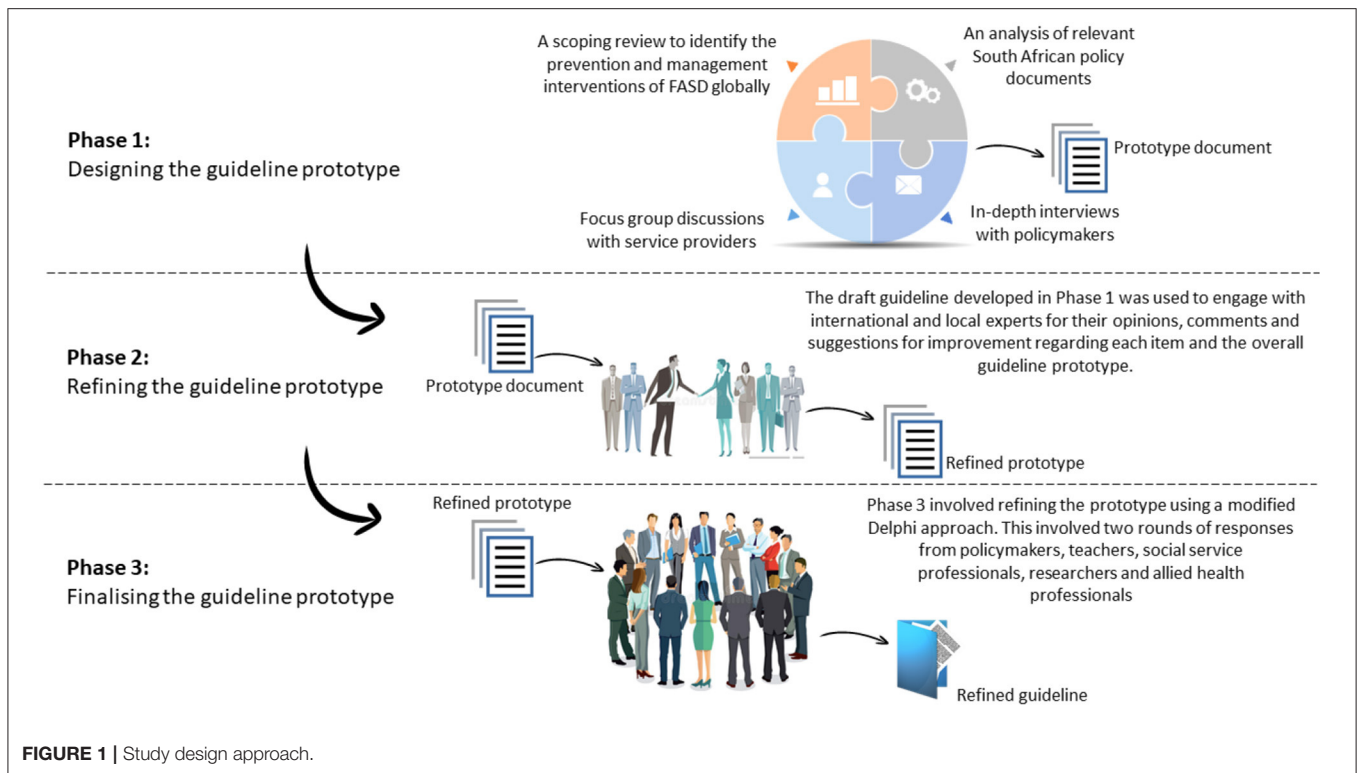 A scoping review to identify the
prevention and management
interventions of FASD globally
An analysis of relevant
South African policy
documents
Phase 1:
Designing the guideline prototype
Prototype document
Focus group discussions
with service providers
In-depth interviews
with policymakers
Phase 2:
Refining the guideline prototype
Prototype document
The draft guideline developed in Phase 1 was used to engage with
international and local experts for their opinions, comments and
suggestions for improvement regarding each item and the overall
guideline prototype.
Refined prototype
Phase 3:
Finalising the guideline prototype
Refined prototype
Phase 3 involved refining the prototype using a modified
Delphi approach. This involved two rounds of responses
from policymakers, teachers, social service
professionals, researchers and allied health
professionals
Refined guideline
FIGURE 1 | Study design approach.